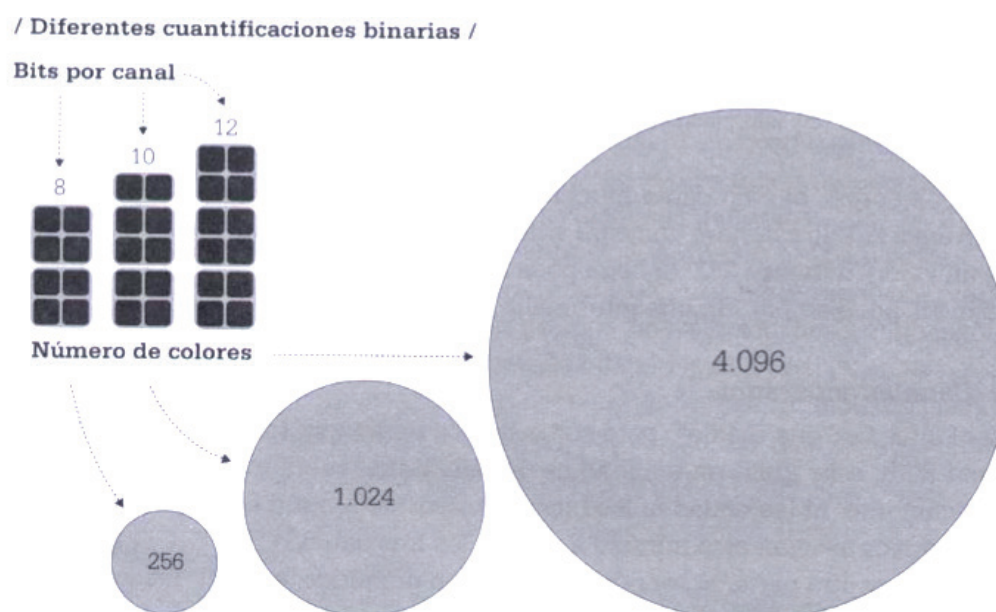 / Diferentes cuantificaciones binarias /
Bits por canal
8
10
12
Número de colores
256
1.024
4.096